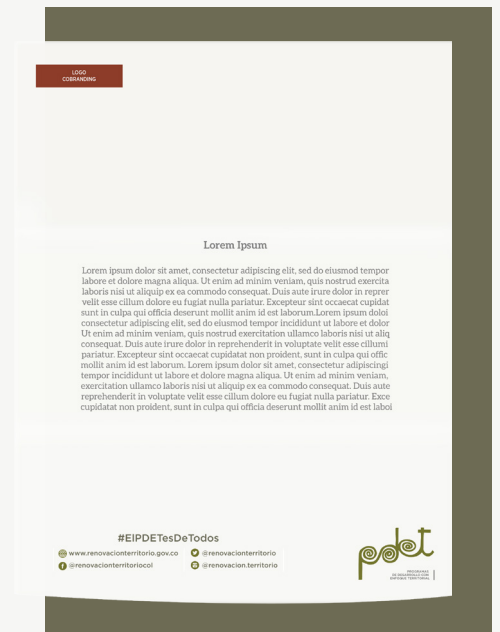 LOGO
COBRANDING
Lorem Ipsum
Lorem ipsum dolor sit amet, consectetur adipiscing elit, sed do eiusmod tempor
labore et dolore magna aliqua. Ut enim ad minim veniam, quis nostrud exercita
laboris nisi ut aliquip ex ea commodo consequat. Duis aute irure dolor in reprer
velit esse cillum dolore eu fugiat nulla pariatur. Excepteur sint occaecat cupidat
sunt in culpa qui officia deserunt mollit anim id est laborum.Lorem ipsum doloi
consectetur adipiscing elit, sed do eiusmod tempor incididunt ut labore et dolor
Ut enim ad minim veniam, quis nostrud exercitation ullamco laboris nisi ut aliq
consequat. Duis aute irure dolor in reprehenderit in voluptate velit esse cillumi
pariatur. Excepteur sint occaecat cupidatat non proident, sunt in culpa qui offic
mollit anim id est laborum. Lorem ipsum dolor sit amet, consectetur adipiscingi
tempor incididunt ut labore et dolore magna aliqua. Ut enim ad minim veniam,
exercitation ullamco laboris nisi ut aliquip ex ea commodo consequat. Duis aute
reprehenderit in voluptate velit esse cillum dolore eu fugiat nulla pariatur. Exce
cupidatat non proident, sunt in culpa qui officia deserunt mollit anim id est laboi
#ElPDETesDeTodos
www.renovacionterritorio.gov.co @renovacionterritorio
@renovacionterritoriocol @renovacion.territorio
pdet
PROGRAMAS
DE DESARROLLO CON
ENFOQUE TERRITORIAL